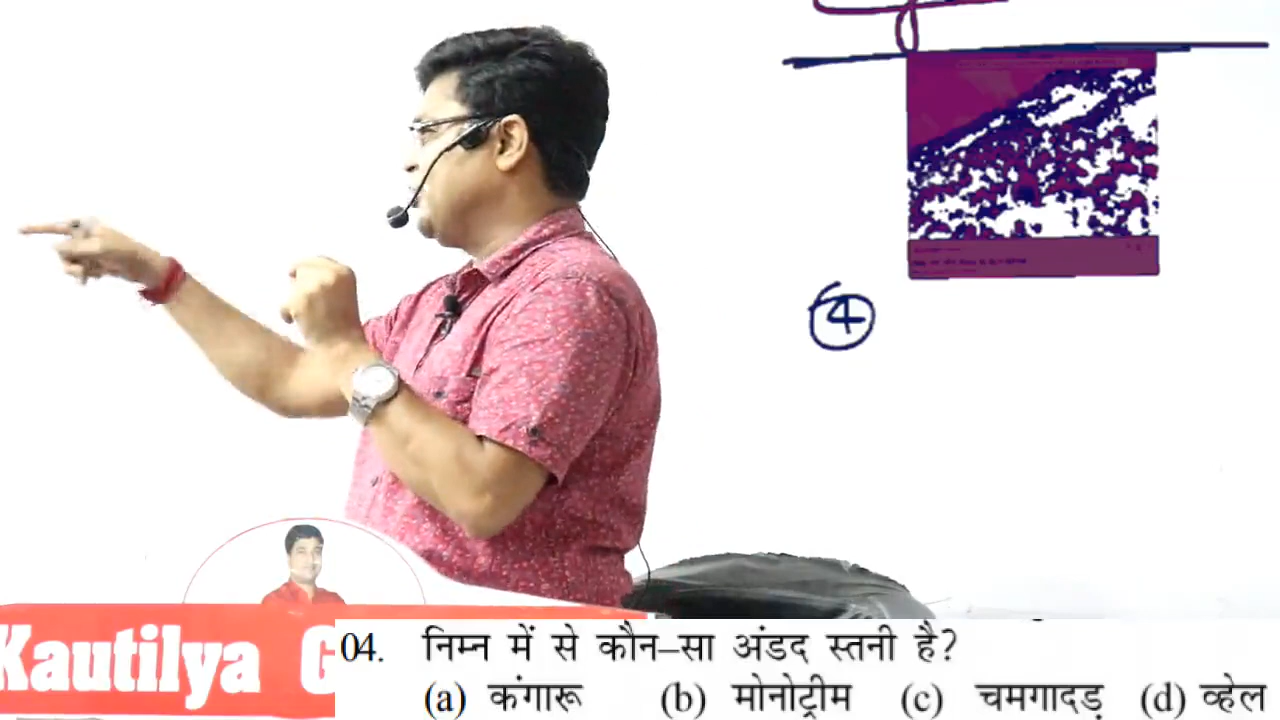 ④
Kautilya G
04. निम्न में से कौन–सा अंडद स्तनी है?
(a) कंगारू (b) मोनोट्रीम (c) चमगादड़ (d) व्हेल